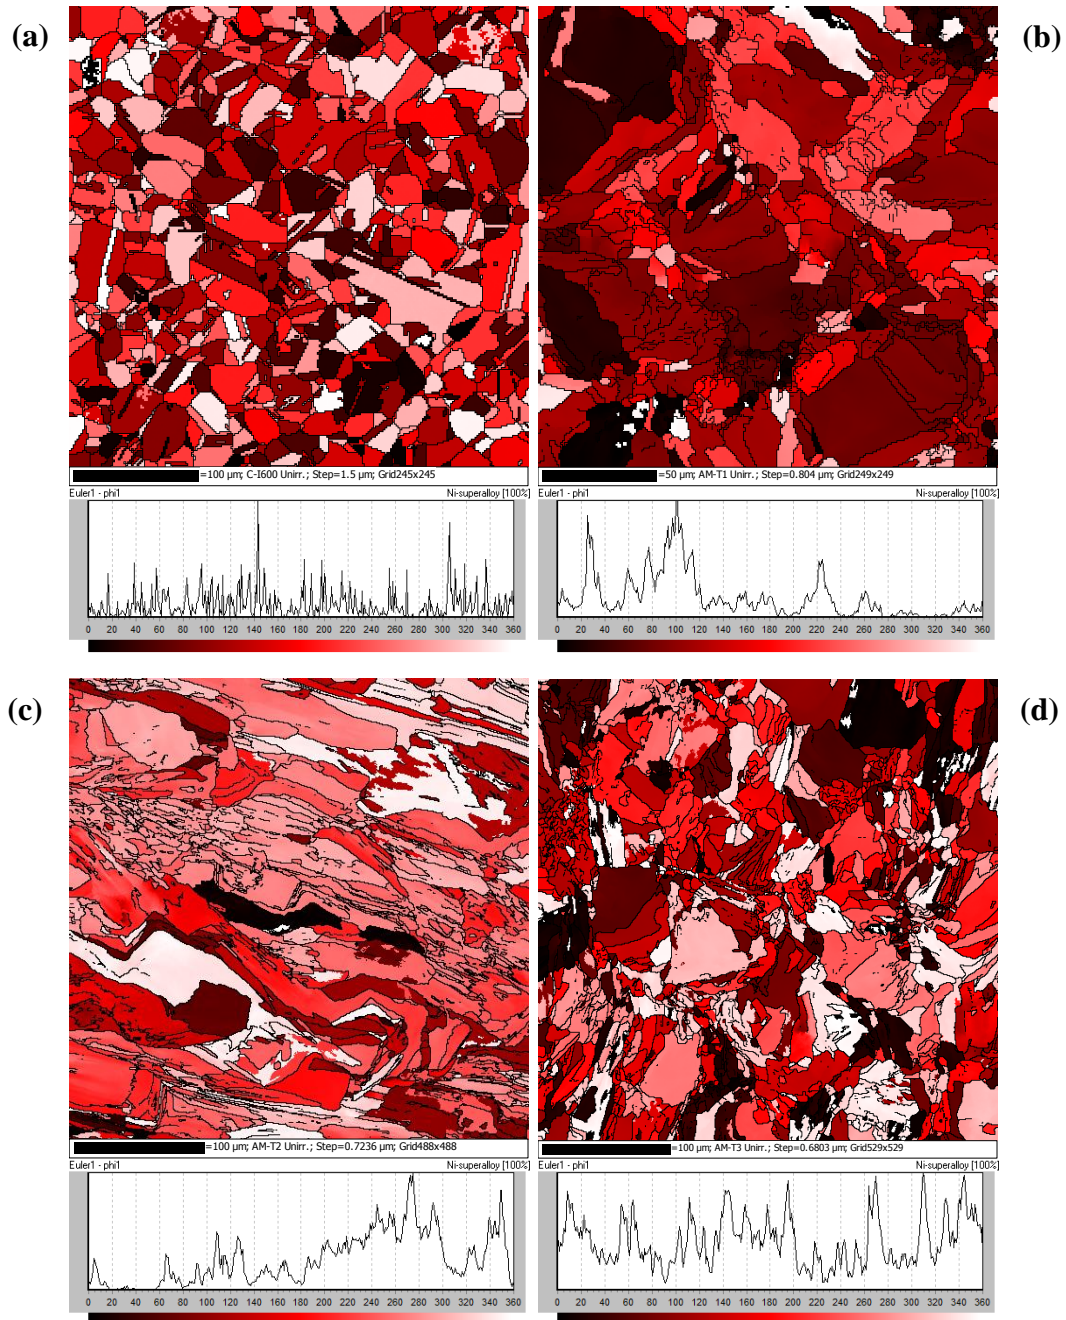 (a)
(b)
=100 µm; C-I600 Unirr.; Step=1.5 µm; Grid245x245
=50 µm; AM-T1 Unirr.; Step=0.804 µm; Grid249x249
Euler1 - phi1 Ni-superalloy [100%]
Euler1 - phi1 Ni-superalloy [100%]
0 20 40 60 80 100 120 140 160 180 200 220 240 260 280 300 320 340 360
0 20 40 60 80 100 120 140 160 180 200 220 240 260 280 300 320 340 360
(c)
(d)
=100 µm; AM-T2 Unirr.; Step=0.7236 µm; Grid488x488
=100 µm; AM-T3 Unirr.; Step=0.6803 µm; Grid529x529
Euler1 - phi1 Ni-superalloy [100%]
Euler1 - phi1 Ni-superalloy [100%]
0 20 40 60 80 100 120 140 160 180 200 220 240 260 280 300 320 340 360
0 20 40 60 80 100 120 140 160 180 200 220 240 260 280 300 320 340 360